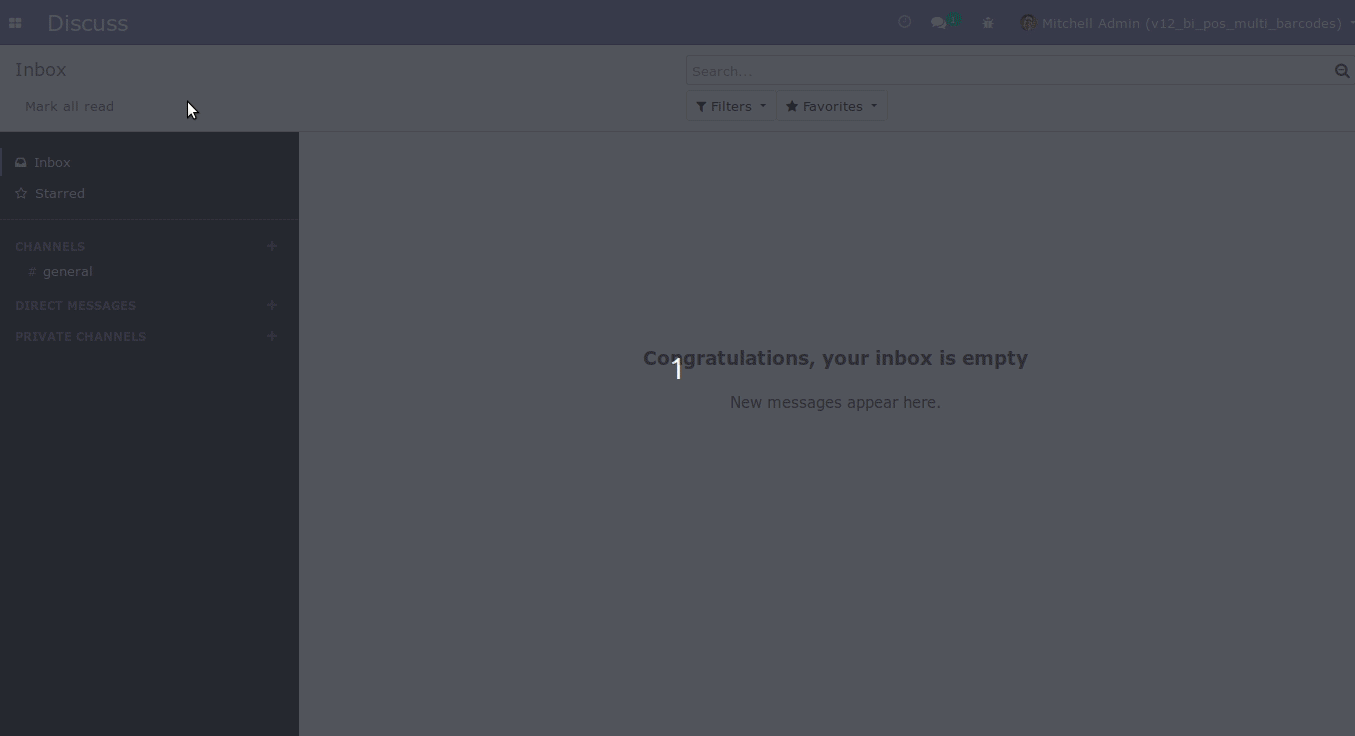 Discuss
1
Mitchell Admin (v12_bi_pos_multi_barcodes)
Inbox
Search...
Mark all read
Filters
Favorites
Inbox
Starred
CHANNELS
# general
DIRECT MESSAGES
PRIVATE CHANNELS
Congratulations, your inbox is empty
1
New messages appear here.